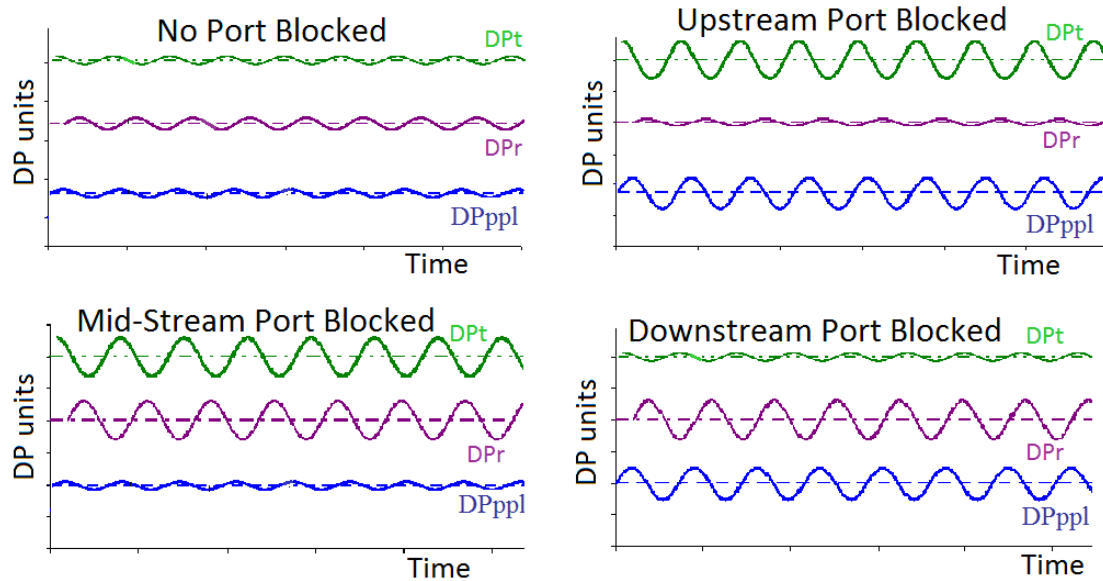 No Port Blocked
DPt
DP units
DPr
DPppl
Time
Upstream Port Blocked
DPt
DP units
DPr
DPppl
Time
Mid-Stream Port Blocked
DPt
DP units
DPr
DPppl
Time
Downstream Port Blocked
DPt
DP units
DPr
DPppl
Time